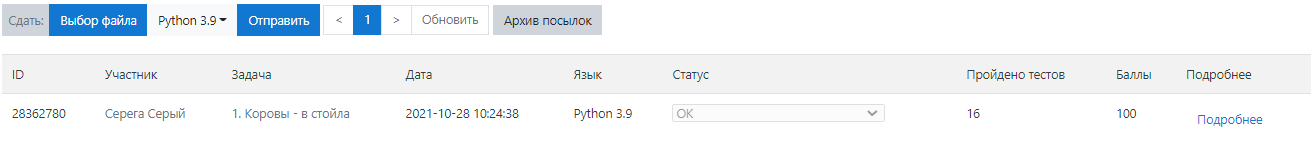 Сдать: Выбор файла Python 3.9 Отправить < 1 > Обновить Архив посылок
ID Участник Задача Дата Язык Статус Пройдено тестов Баллы Подробнее
28362780 Серега Серый 1. Коровы - в стойла 2021-10-28 10:24:38 Python 3.9 OK 16 100 Подробнее